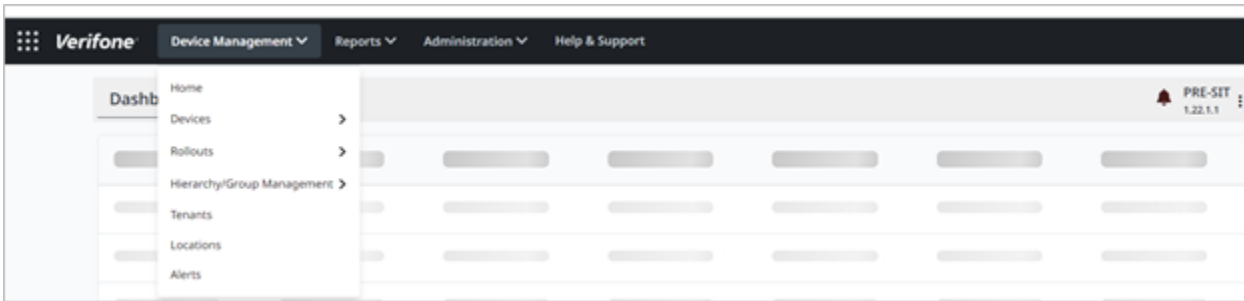 Verifone Device Management Reports Administration Help & Support
Dashb
PRE-SIT
1.22.1.1
Home
Devices
Rollouts
Hierarchy/Group Management
Tenants
Locations
Alerts